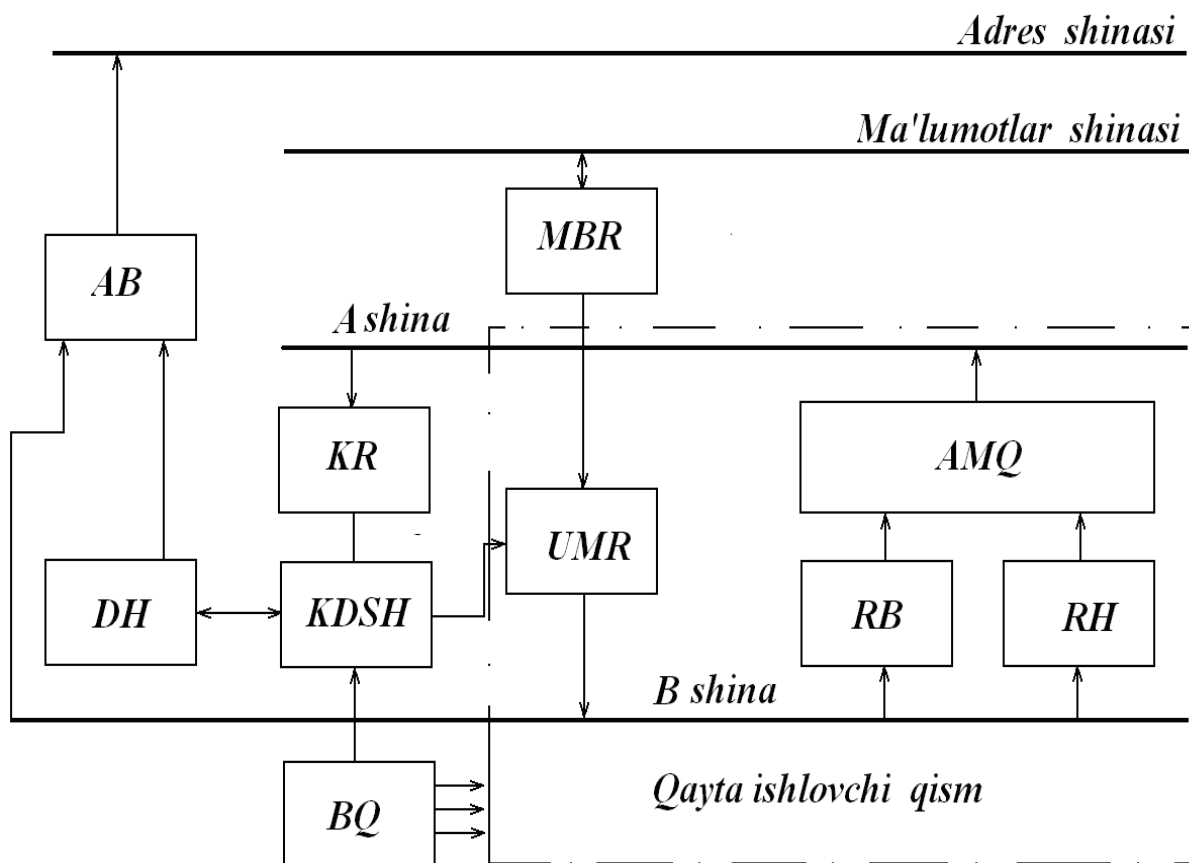 Adres shinasi
Ma'lumotlar shinasi
MBR
AB
A shina
KR
AMQ
UMR
DH
KDSH
RB
RH
B shina
BQ
Qayta ishlovchi qism